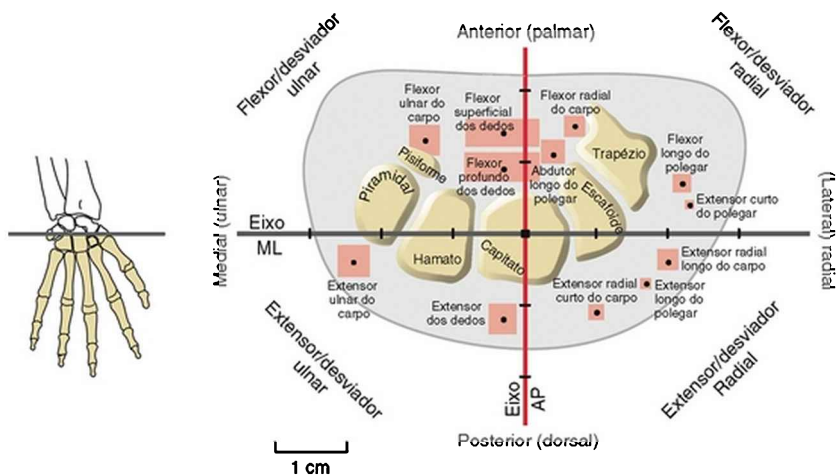 Anterior (palmar)
Flexor/desviador
ulnar
Flexor/desviador
radial
Flexor
ulnar do
carpo
Flexor
superficial
dos dedos
Flexor radial
do carpo
Flexor
profundo
dos dedos
Abdutor
longo do
polegar
Trapézio
Flexor
longo do
polegar
Extensor curto
do polegar
Pisiforme
Piramidal
Escafóide
Hamato
Capitato
Medial (ulnar)
Eixo
ML
(Lateral) radial
Extensor
ulnar do
carpo
Extensor
dos dedos
Extensor radial
curto do carpo
Extensor radial
longo do carpo
Extensor
longo do
polegar
Extensor/desviador
ulnar
Extensor/desviador
Radial
Eixo
AP
Posterior (dorsal)
1 cm